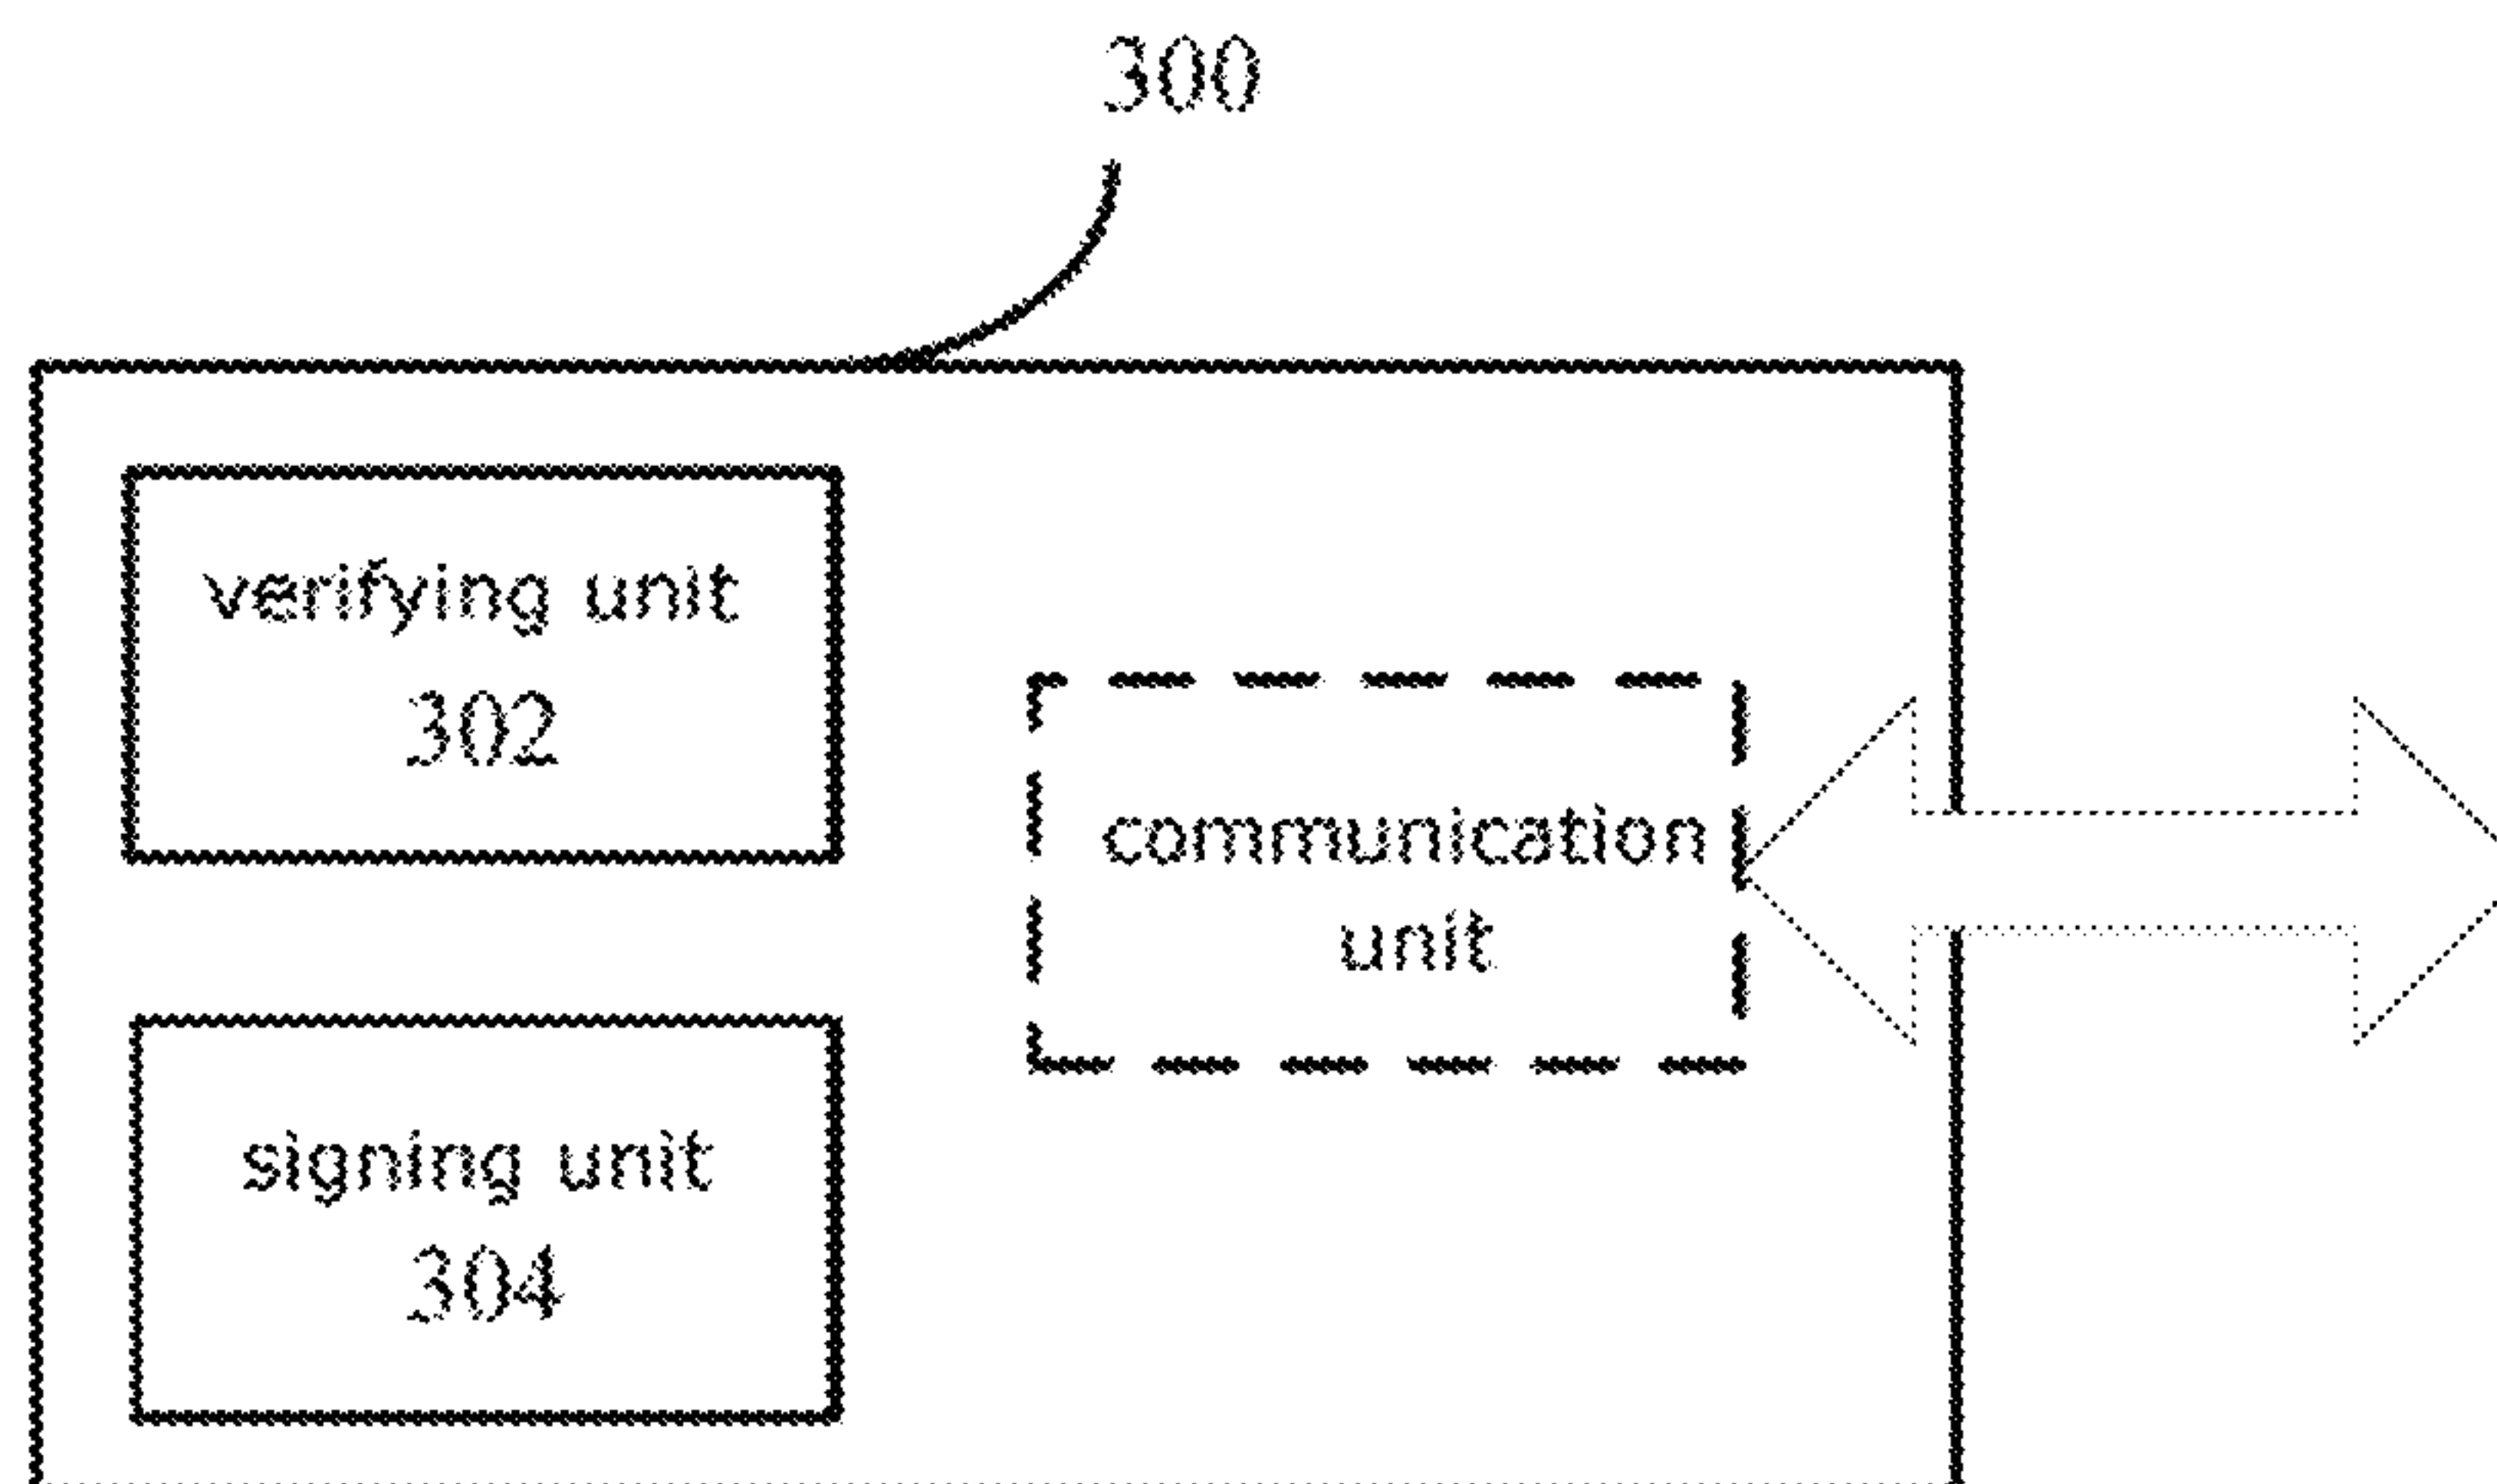 300
verifying unit
302
communication
unit
signing unit
304